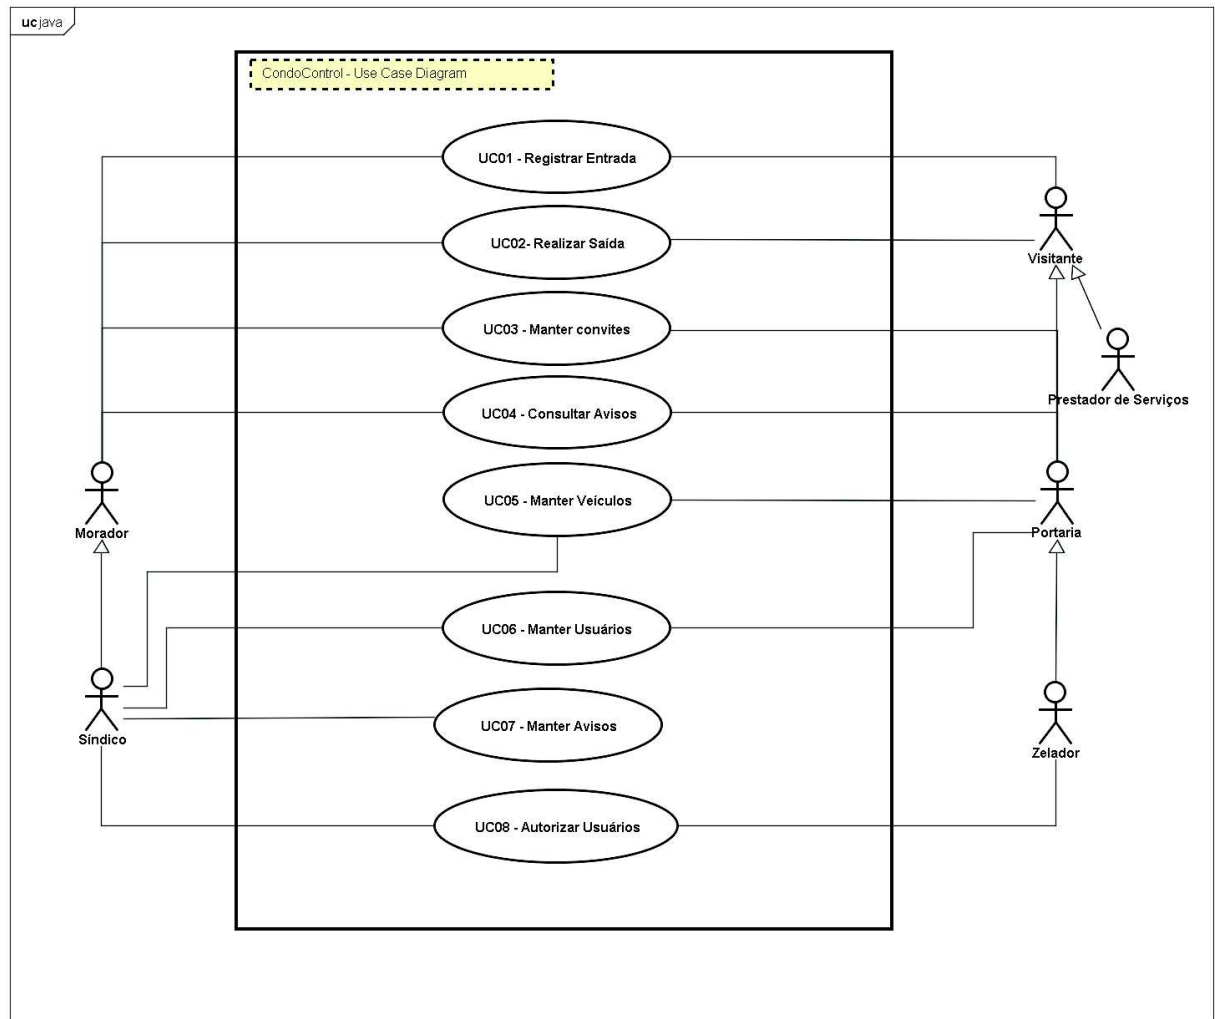 uc java
CondoControl - Use Case Diagram
UC01 - Registrar Entrada
UC02- Realizar Saída
Visitante
UC03 - Manter convites
Prestador de Serviços
UC04 - Consultar Avisos
UC05 - Manter Veículos
Morador
Portaria
UC06 - Manter Usuários
UC07 - Manter Avisos
Síndico
Zelador
UC08 - Autorizar Usuários